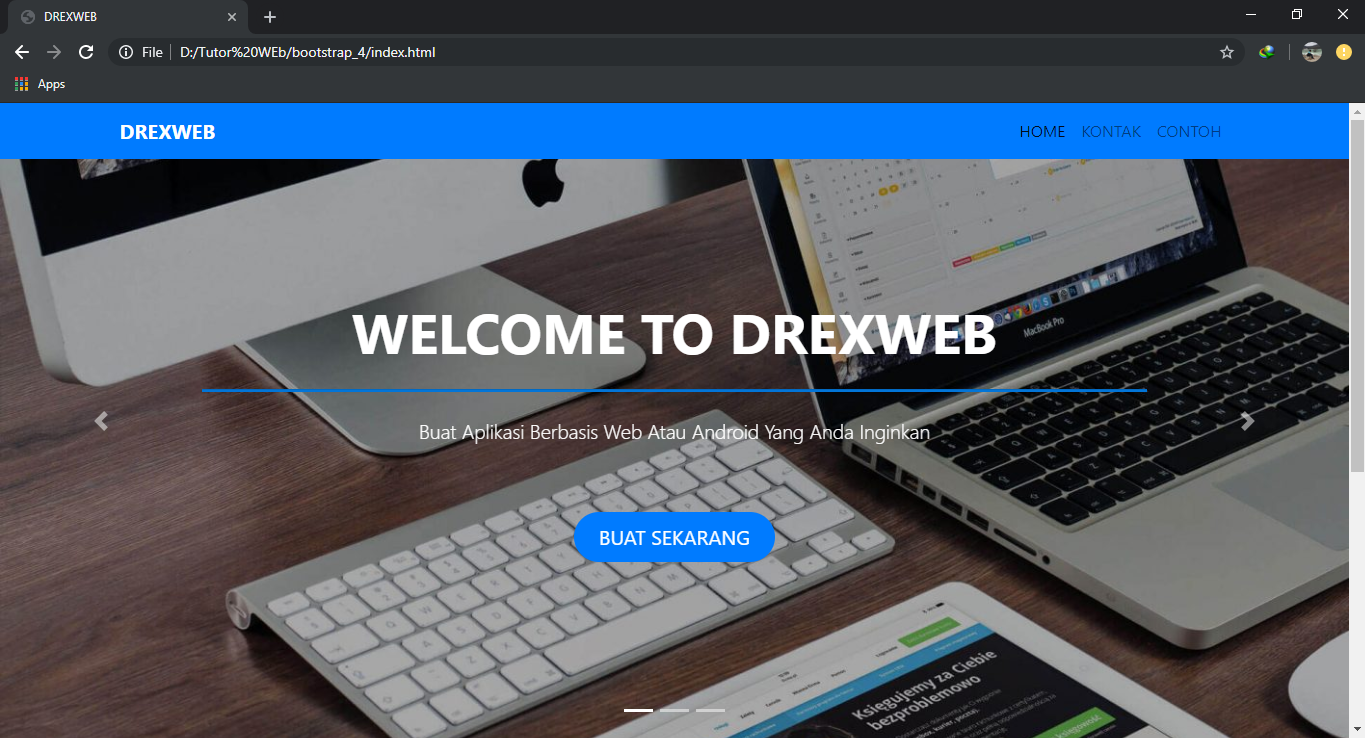 DREXWEB
File D:/Tutor%20WEb/bootstrap_4/index.html
Apps
DREXWEB HOME KONTAK CONTOH
MacBook Pro
WELCOME TO DREXWEB
Buat Aplikasi Berbasis Web Atau Android Yang Anda Inginkan
BUAT SEKARANG
Księgujemy za Ciebie
bezproblemowo